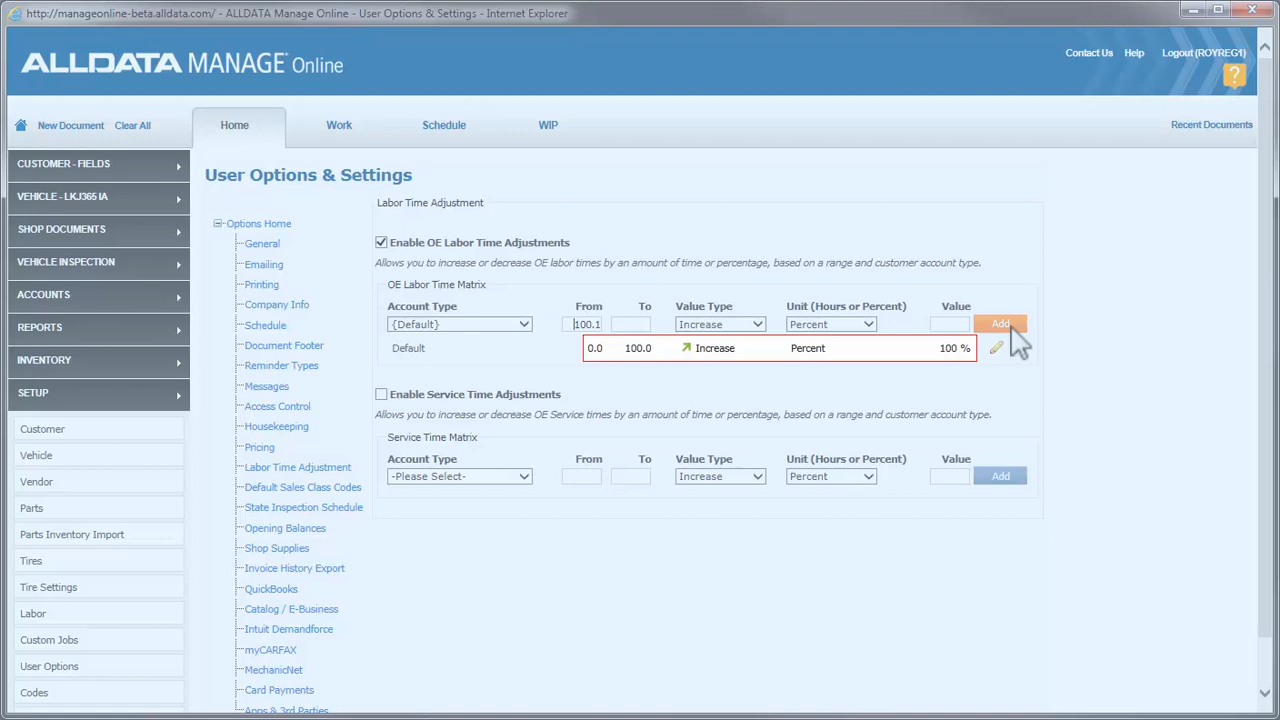 http://manageonline-beta.alldata.com/ - ALLDATA Manage Online - User Options & Settings - Internet Explorer
ALLDATA MANAGE® Online
Contact Us Help Logout (ROYREG1)
?
New Document Clear All Home Work Schedule WIP Recent Documents
CUSTOMER - FIELDS
VEHICLE - LKJ365 IA
SHOP DOCUMENTS
VEHICLE INSPECTION
ACCOUNTS
REPORTS
INVENTORY
SETUP
Customer
Vehicle
Vendor
Parts
Parts Inventory Import
Tires
Tire Settings
Labor
Custom Jobs
User Options
Codes
User Options & Settings
Options Home
General
Emailing
Printing
Company Info
Schedule
Document Footer
Reminder Types
Messages
Access Control
Housekeeping
Pricing
Labor Time Adjustment
Default Sales Class Codes
State Inspection Schedule
Opening Balances
Shop Supplies
Invoice History Export
QuickBooks
Catalog / E-Business
Intuit Demandforce
myCARFAX
MechanicNet
Card Payments
Apps & 3rd Parties
Labor Time Adjustment
Enable OE Labor Time Adjustments
Allows you to increase or decrease OE labor times by an amount of time or percentage, based on a range and customer account type.
OE Labor Time Matrix
Account Type From To Value Type Unit (Hours or Percent) Value
{Default} 100.1 Increase Percent Add
Default 0.0 100.0 Increase Percent 100 %
Enable Service Time Adjustments
Allows you to increase or decrease OE Service times by an amount of time or percentage, based on a range and customer account type.
Service Time Matrix
Account Type From To Value Type Unit (Hours or Percent) Value
-Please Select- Increase Percent Add